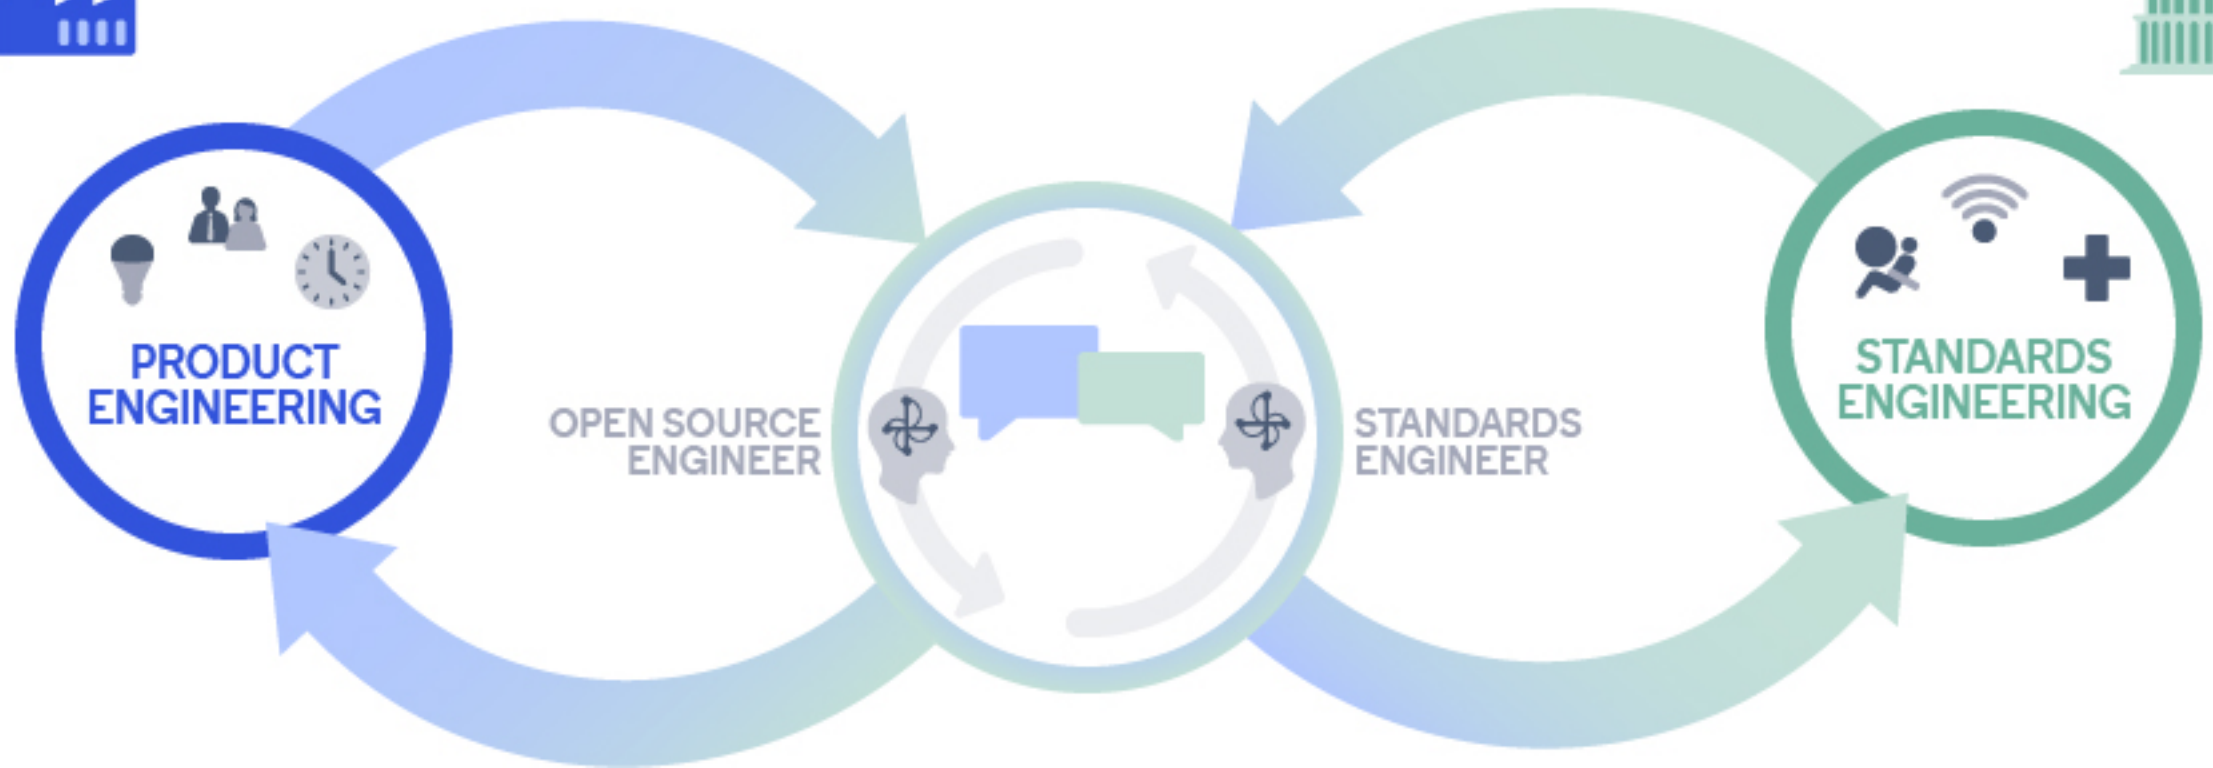 PRODUCT
ENGINEERING
OPEN SOURCE
ENGINEER
STANDARDS
ENGINEER
STANDARDS
ENGINEERING